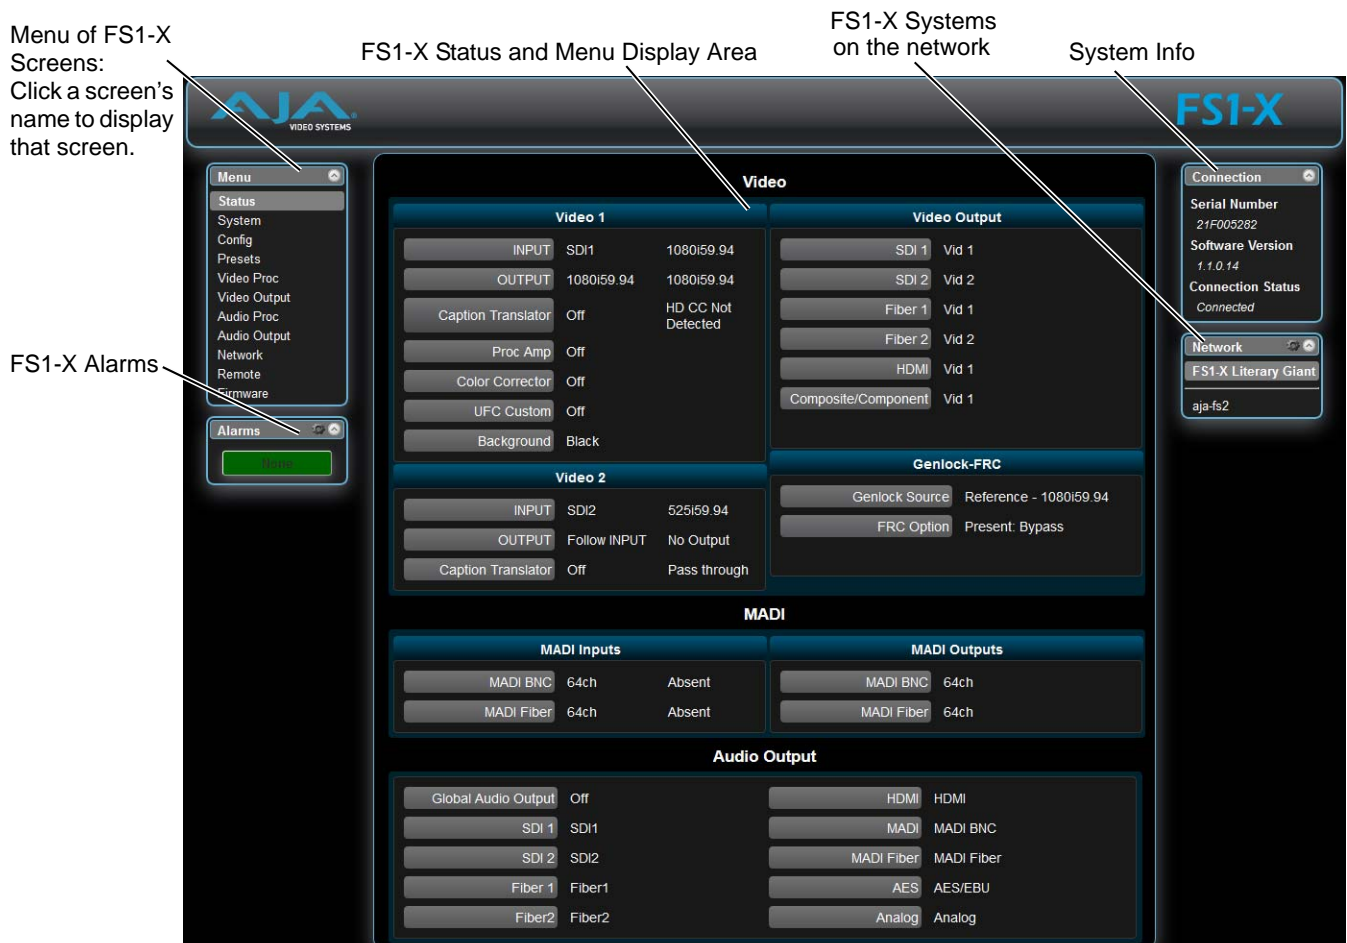 Menu of FS1-X
Screens:
Click a screen's
name to display
that screen.
FS1-X Status and Menu Display Area
FS1-X Systems
on the network
System Info
FS1-X Alarms
AJA
VIDEO SYSTEMS
FS1-X
Menu
Status
System
Config
Presets
Video Proc
Video Output
Audio Proc
Audio Output
Network
Remote
Firmware
Alarms
None
Video
Video 1
INPUT SDI1 1080i59.94
OUTPUT 1080i59.94 1080i59.94
Caption Translator Off HD CC Not
Detected
Proc Amp Off
Color Corrector Off
UFC Custom Off
Background Black
Video 2
INPUT SDI2 525i59.94
OUTPUT Follow INPUT No Output
Caption Translator Off Pass through
Video Output
SDI 1 Vid 1
SDI 2 Vid 2
Fiber 1 Vid 1
Fiber 2 Vid 2
HDMI Vid 1
Composite/Component Vid 1
Genlock-FRC
Genlock Source Reference - 1080i59.94
FRC Option Present: Bypass
MADI
MADI Inputs
MADI BNC 64ch Absent
MADI Fiber 64ch Absent
MADI Outputs
MADI BNC 64ch
MADI Fiber 64ch
Audio Output
Global Audio Output Off
SDI 1 SDI1
SDI 2 SDI2
Fiber 1 Fiber1
Fiber2 Fiber2
HDMI HDMI
MADI MADI BNC
MADI Fiber MADI Fiber
AES AES/EBU
Analog Analog
Connection
Serial Number
21F005282
Software Version
1.1.0.14
Connection Status
Connected
Network
FS1-X Literary Giant
aja-fs2